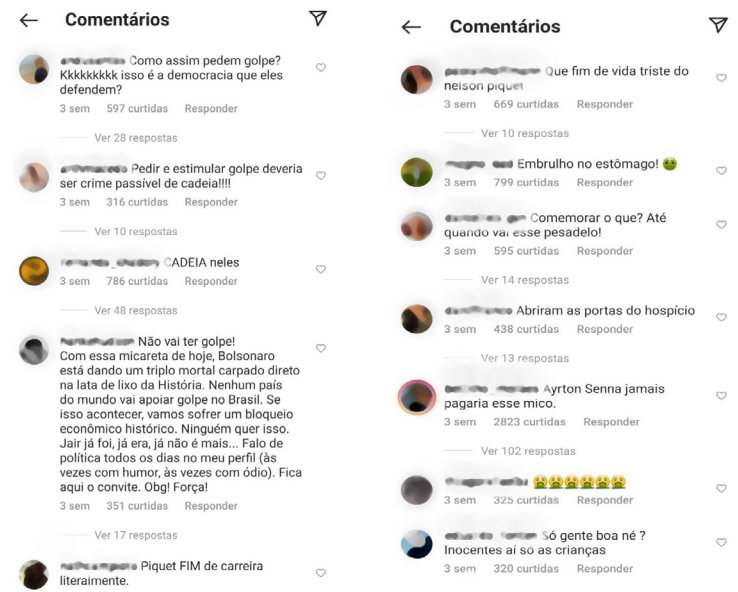 Comentários
Como assim pedem golpe?
Kkkkkkkkk isso é a democracia que eles
defendem?
3 sem 597 curtidas Responder
Ver 28 respostas
Pedir e estimular golpe deveria
ser crime passível de cadeia!!!!
3 sem 316 curtidas Responder
Ver 10 respostas
CADEIA neles
3 sem 786 curtidas Responder
Ver 48 respostas
Não vai ter golpe!
Com essa micareta de hoje, Bolsonaro
está dando um triplo mortal carpado direto
na lata de lixo da História. Nenhum país
do mundo vai apoiar golpe no Brasil. Se
isso acontecer, vamos sofrer um bloqueio
econômico histórico. Ninguém quer isso.
Jair já foi, já era, já não é mais... Falo de
política todos os dias no meu perfil (às
vezes com humor, às vezes com ódio). Fica
aqui o convite. Obg! Força!
3 sem 351 curtidas Responder
Ver 17 respostas
Piquet FIM de carreira
literalmente.
Comentários
Que fim de vida triste do
nelson piquet
3 sem 669 curtidas Responder
Ver 10 respostas
Embrulho no estômago! 🤢
3 sem 799 curtidas Responder
Comemorar o que? Até
quando vai esse pesadelo!
3 sem 595 curtidas Responder
Ver 14 respostas
Abriram as portas do hospício
3 sem 438 curtidas Responder
Ver 13 respostas
Ayrton Senna jamais
pagaria esse mico.
3 sem 2823 curtidas Responder
Ver 102 respostas
🤮🤮🤮🤮🤮🤮
3 sem 325 curtidas Responder
Só gente boa né ?
Inocentes aí só as crianças
3 sem 320 curtidas Responder